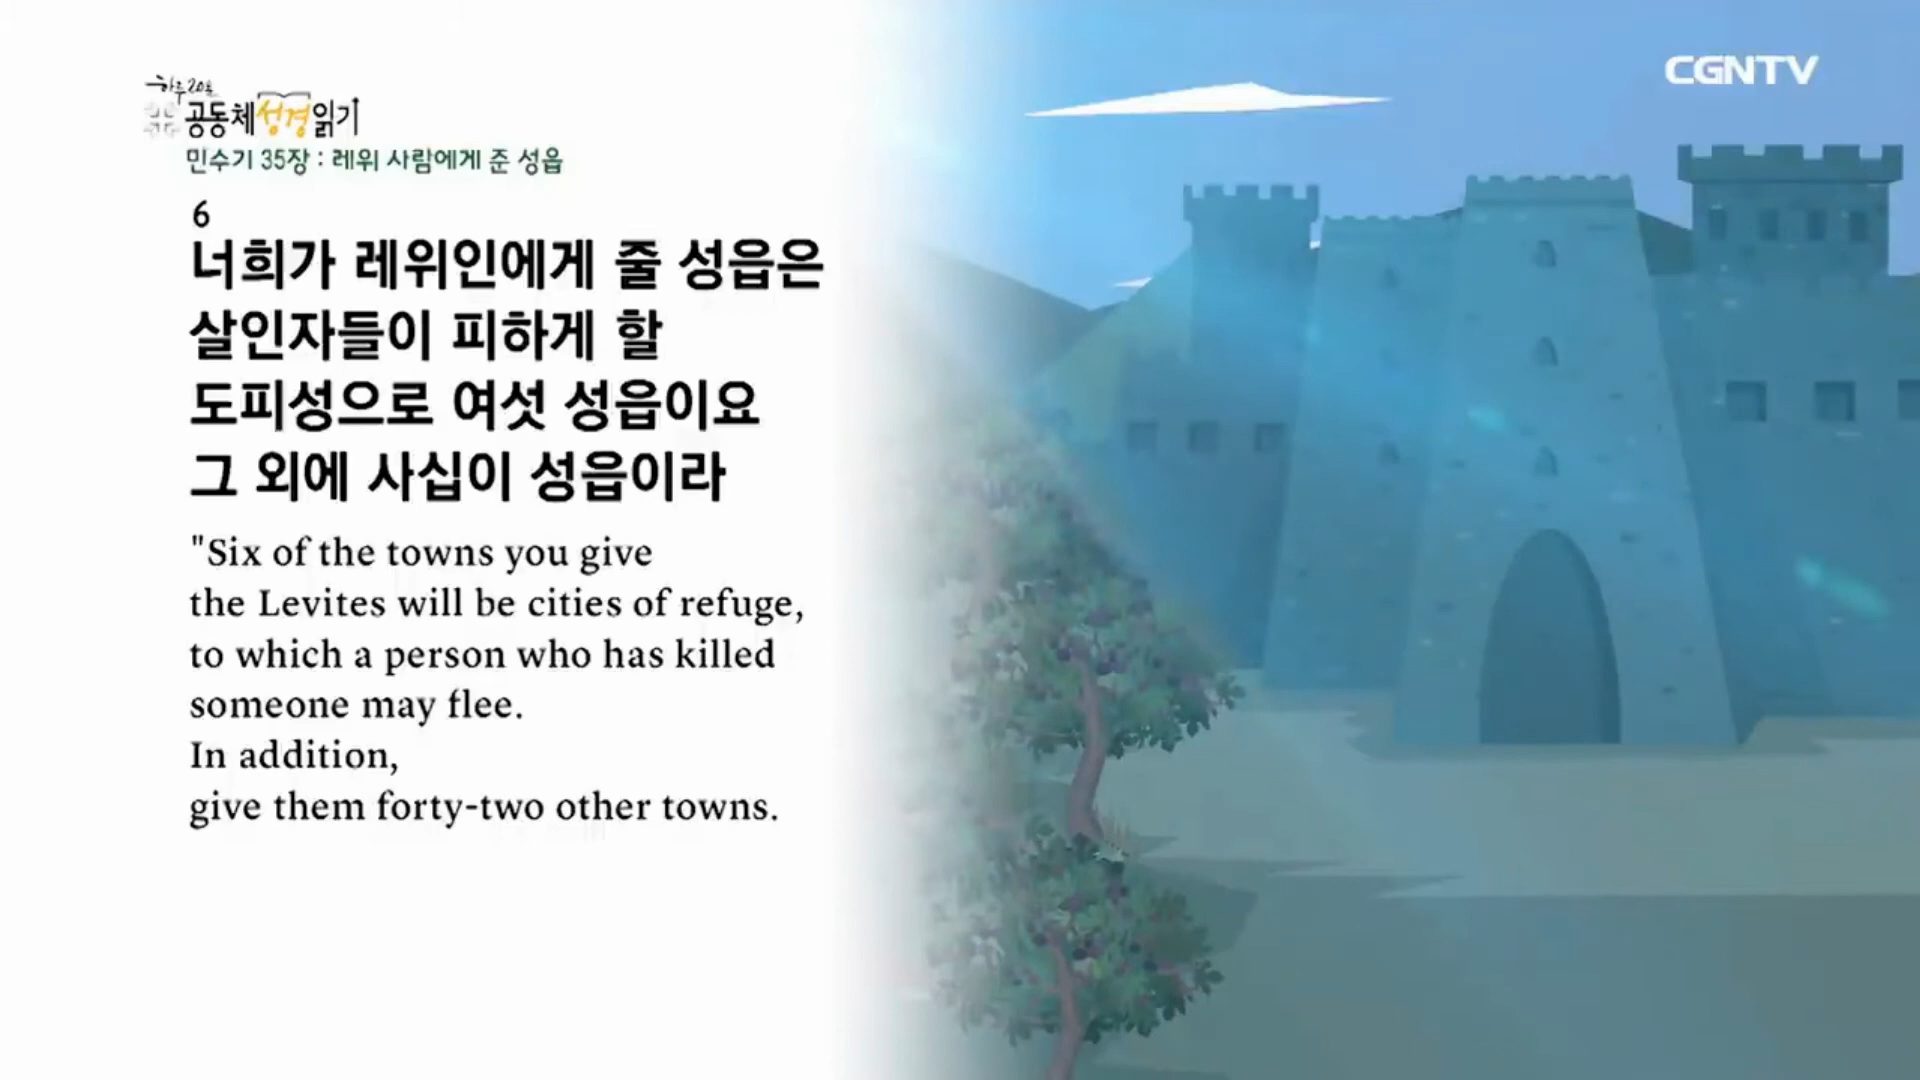 하루20분
공동체성경읽기
CGNTV
민수기 35장 : 레위 사람에게 준 성읍
6
너희가 레위인에게 줄 성읍은
살인자들이 피하게 할
도피성으로 여섯 성읍이요
그 외에 사십이 성읍이라
"Six of the towns you give
the Levites will be cities of refuge,
to which a person who has killed
someone may flee.
In addition,
give them forty-two other towns.